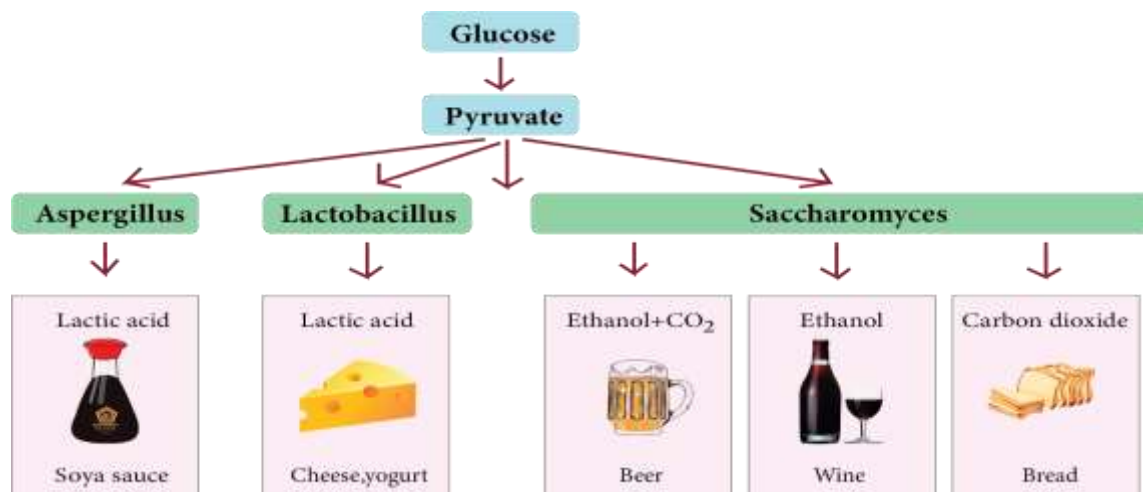 Glucose
Pyruvate
Aspergillus
Lactobacillus
Saccharomyces
Lactic acid
Soya sauce
Lactic acid
Cheese,yogurt
Ethanol+CO₂
Beer
Ethanol
Wine
Carbon dioxide
Bread